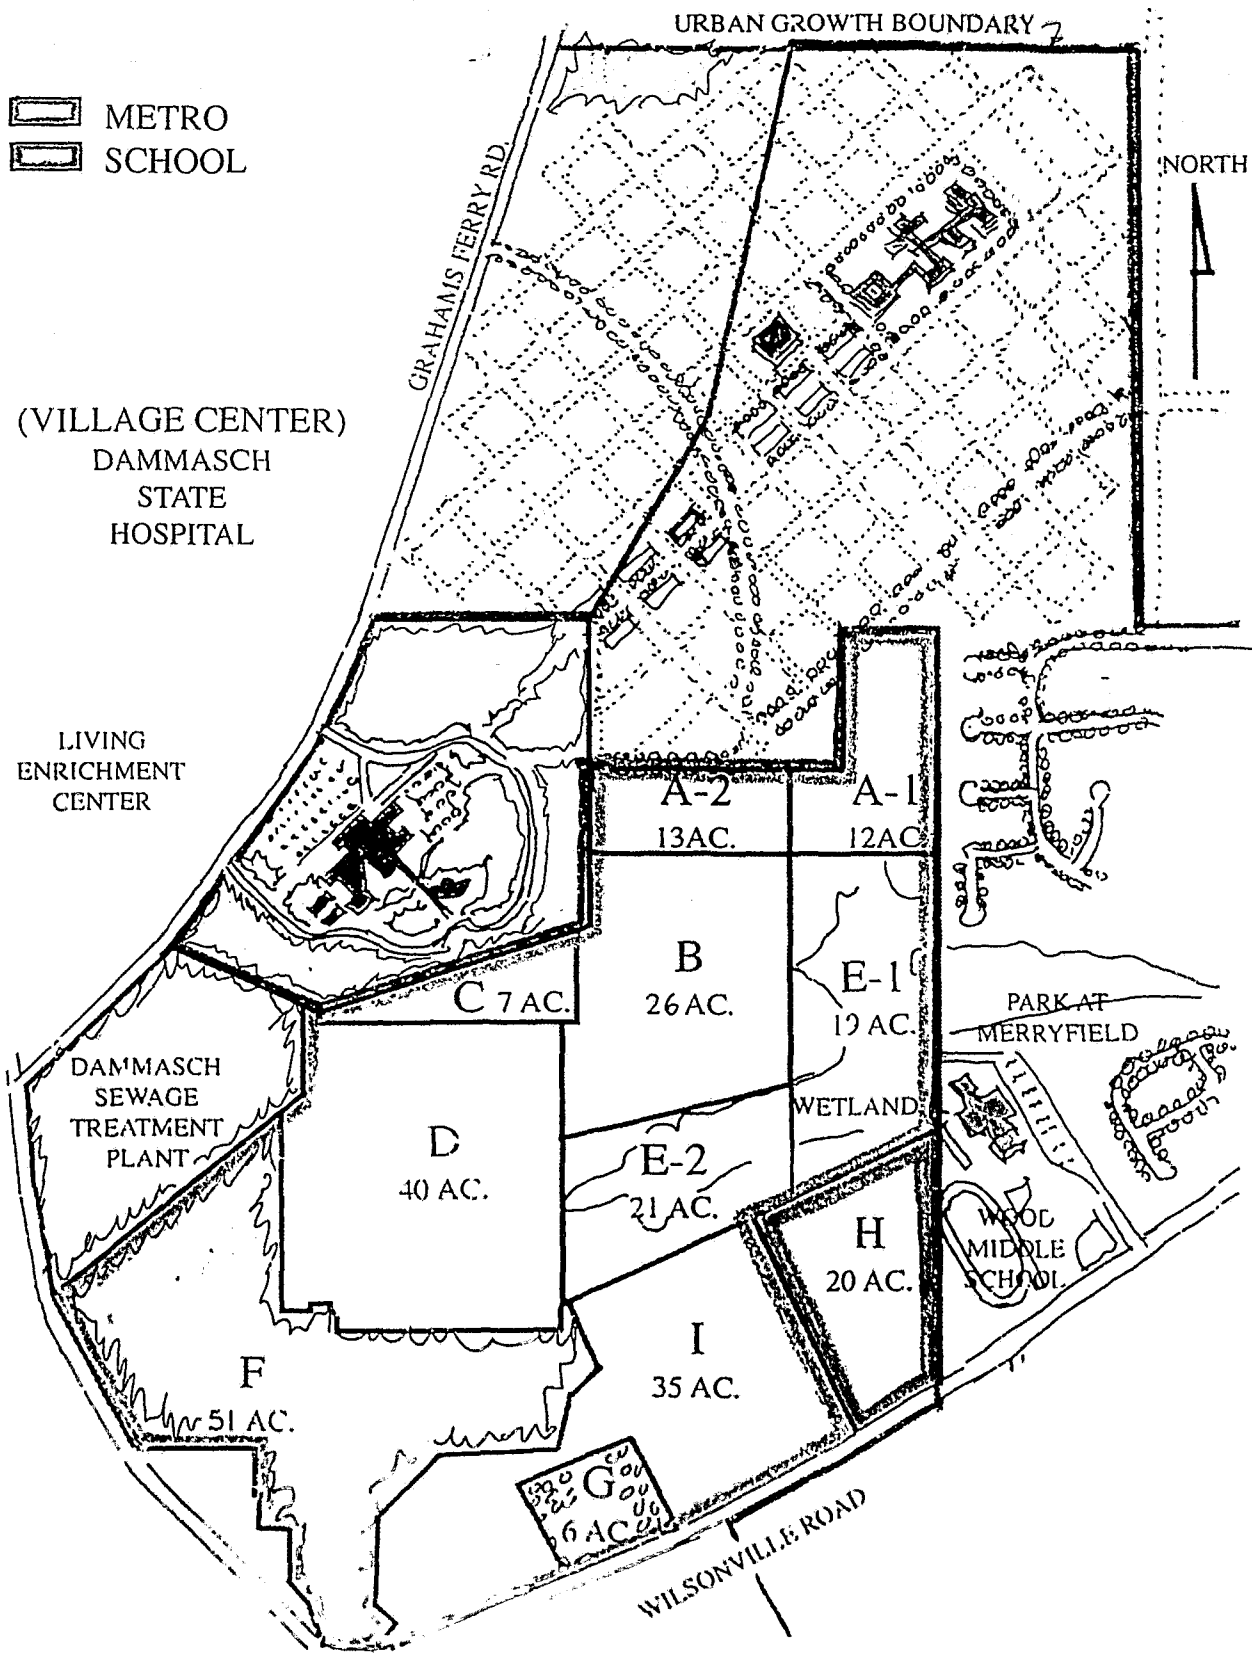 URBAN GROWTH BOUNDARY
METRO
SCHOOL
NORTH
GRAHAMS FERRY RD.
(VILLAGE CENTER)
DAMMASCH
STATE
HOSPITAL
LIVING
ENRICHMENT
CENTER
A-2
13AC.
A-1
12AC
B
26 AC.
E-1
19 AC.
C 7 AC.
PARK AT
MERRYFIELD
DAMMASCH
SEWAGE
TREATMENT
PLANT
WETLAND
D
40 AC.
E-2
21 AC.
H
20 AC.
WOOD
MIDDLE
SCHOOL
I
35 AC.
F
51 AC.
G
6 AC
WILSONVILLE ROAD